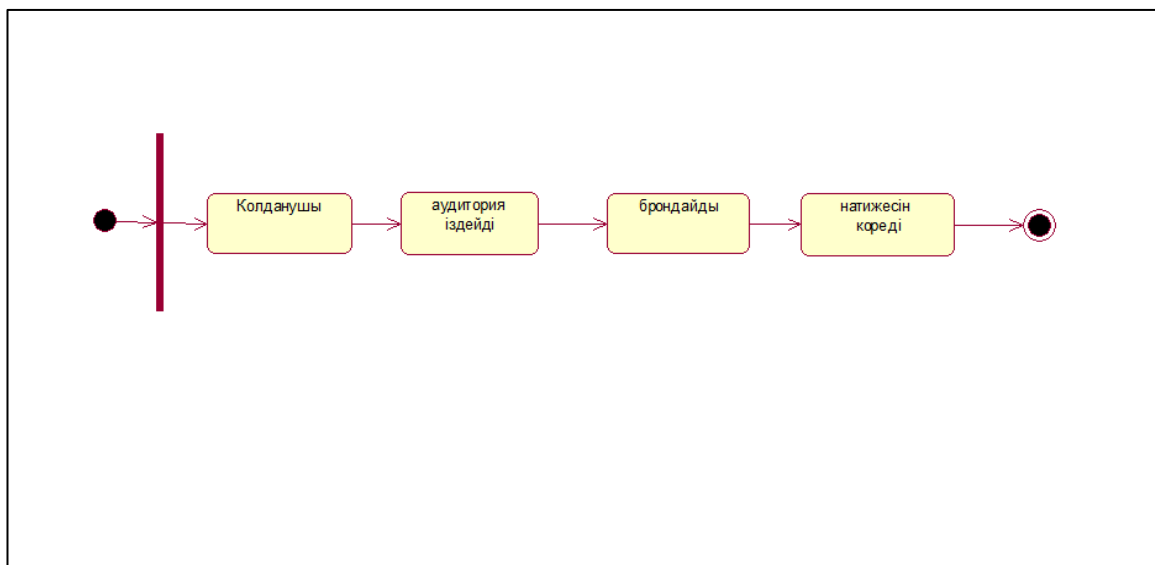 Колданушы
аудитория
іздейді
брондайды
натижесін
кореді